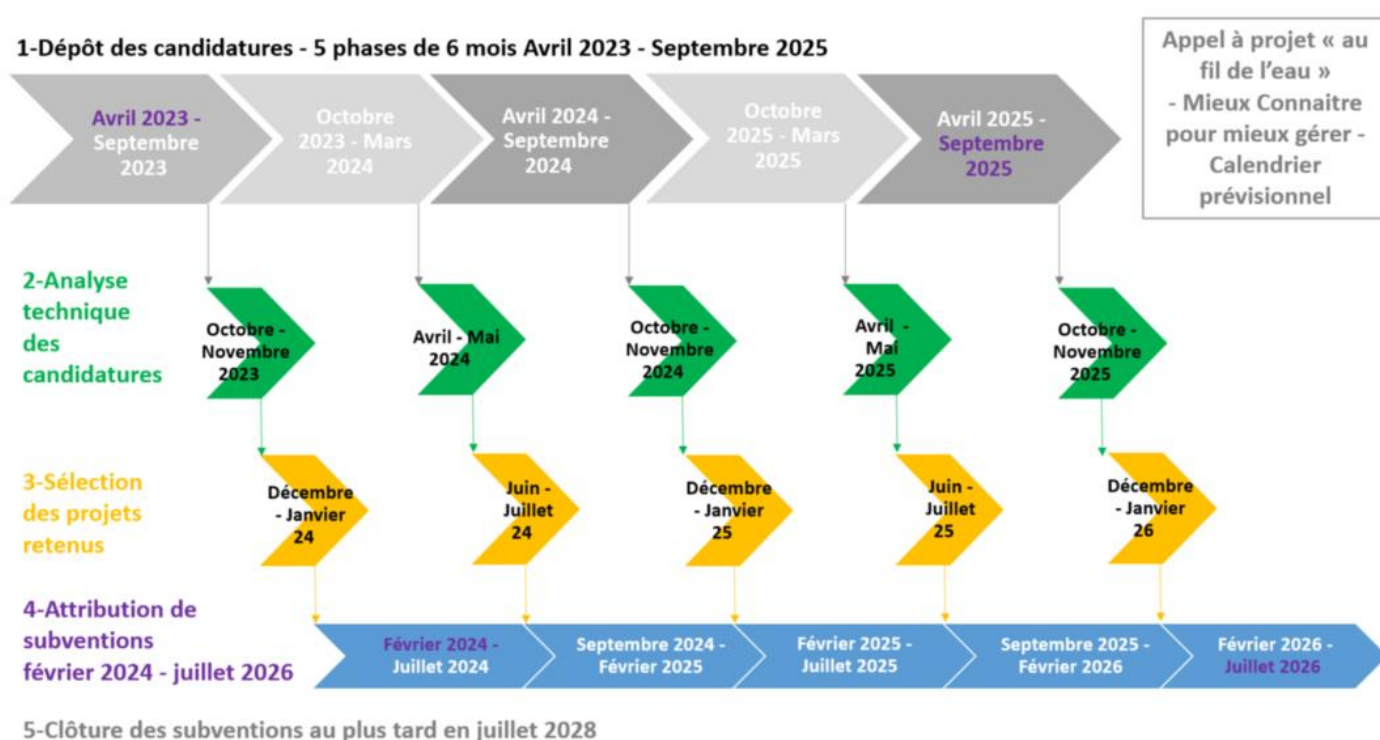 1-Dépôt des candidatures - 5 phases de 6 mois Avril 2023 - Septembre 2025
Appel à projet « au
fil de l’eau »
- Mieux Connaitre
pour mieux gérer -
Calendrier
prévisionnel
Avril 2023 -
Septembre
2023
Octobre
2023 - Mars
2024
Avril 2024 -
Septembre
2024
Octobre
2025 - Mars
2025
Avril 2025 -
Septembre
2025
2-Analyse
technique
des
candidatures
Octobre -
Novembre
2023
Avril - Mai
2024
Octobre -
Novembre
2024
Avril -
Mai
2025
Octobre -
Novembre
2025
3-Sélection
des projets
retenus
Décembre
- Janvier
24
Juin -
Juillet
24
Décembre
- Janvier
25
Juin -
Juillet
25
Décembre
- Janvier
26
4-Attribution de
subventions
février 2024 - juillet 2026
Février 2024 -
Juillet 2024
Septembre 2024 -
Février 2025
Février 2025 -
Juillet 2025
Septembre 2025 -
Février 2026
Février 2026 -
Juillet 2026
5-Clôture des subventions au plus tard en juillet 2028